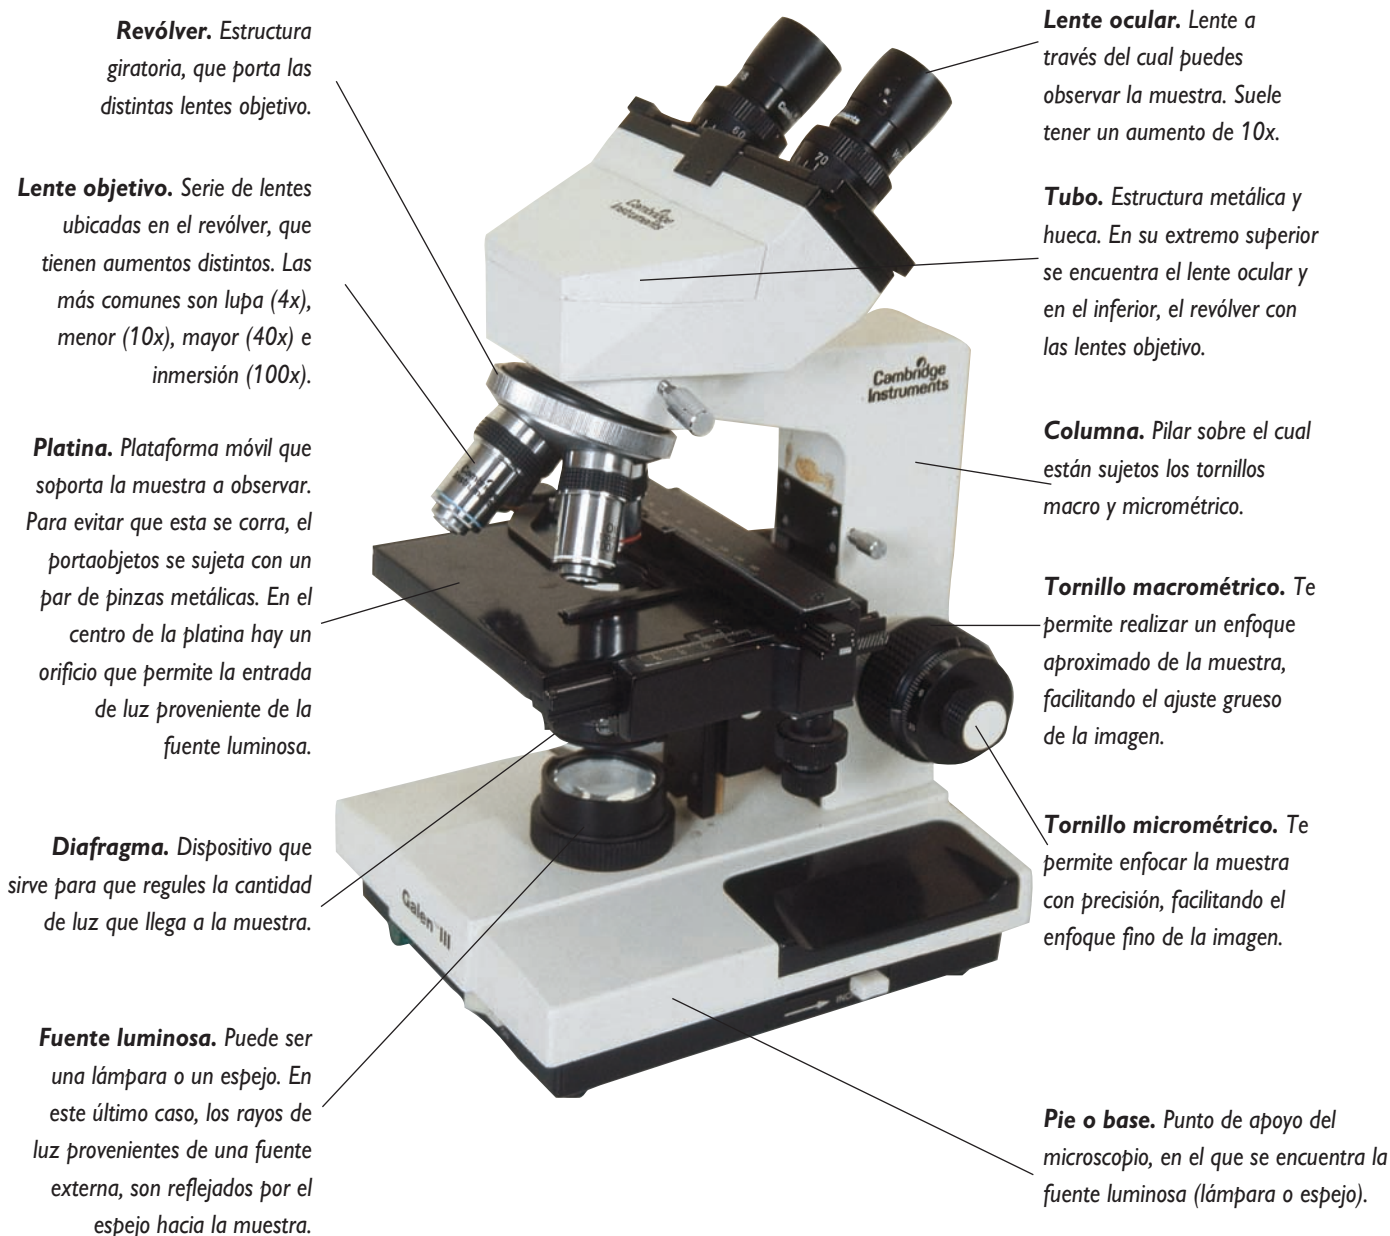 Revólver. Estructura
giratoria, que porta las
distintas lentes objetivo.
Lente objetivo. Serie de lentes
ubicadas en el revólver, que
tienen aumentos distintos. Las
más comunes son lupa (4x),
menor (10x), mayor (40x) e
inmersión (100x).
Platina. Plataforma móvil que
soporta la muestra a observar.
Para evitar que esta se corra, el
portaobjetos se sujeta con un
par de pinzas metálicas. En el
centro de la platina hay un
orificio que permite la entrada
de luz proveniente de la
fuente luminosa.
Diafragma. Dispositivo que
sirve para que regules la cantidad
de luz que llega a la muestra.
Fuente luminosa. Puede ser
una lámpara o un espejo. En
este último caso, los rayos de
luz provenientes de una fuente
externa, son reflejados por el
espejo hacia la muestra.
Lente ocular. Lente a
través del cual puedes
observar la muestra. Suele
tener un aumento de 10x.
Tubo. Estructura metálica y
hueca. En su extremo superior
se encuentra el lente ocular y
en el inferior, el revólver con
las lentes objetivo.
Columna. Pilar sobre el cual
están sujetos los tornillos
macro y micrométrico.
Tornillo macrométrico. Te
permite realizar un enfoque
aproximado de la muestra,
facilitando el ajuste grueso
de la imagen.
Tornillo micrométrico. Te
permite enfocar la muestra
con precisión, facilitando el
enfoque fino de la imagen.
Pie o base. Punto de apoyo del
microscopio, en el que se encuentra la
fuente luminosa (lámpara o espejo).
60
70
Cambridge
Instruments
Cambridge
Instruments
Galen III